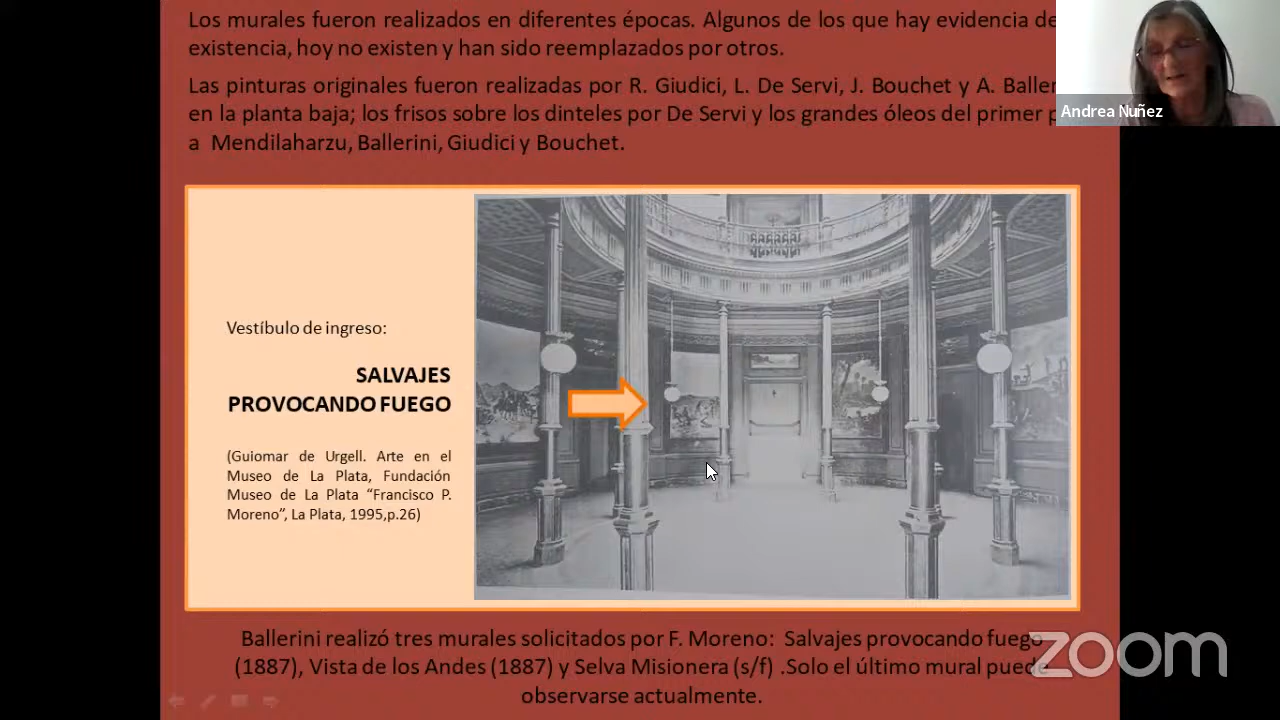 Los murales fueron realizados en diferentes épocas. Algunos de los que hay evidencia de
existencia, hoy no existen y han sido reemplazados por otros.
Las pinturas originales fueron realizadas por R. Giudici, L. De Servi, J. Bouchet y A. Baller
en la planta baja; los frisos sobre los dinteles por De Servi y los grandes óleos del primer p
a Mendilaharzu, Ballerini, Giudici y Bouchet.
Andrea Nuñez
Vestíbulo de ingreso:
SALVAJES
PROVOCANDO FUEGO
(Guiomar de Urgell. Arte en el
Museo de La Plata, Fundación
Museo de La Plata “Francisco P.
Moreno”, La Plata, 1995,p.26)
Ballerini realizó tres murales solicitados por F. Moreno: Salvajes provocando fuego
(1887), Vista de los Andes (1887) y Selva Misionera (s/f) .Solo el último mural puede
observarse actualmente.
zoom